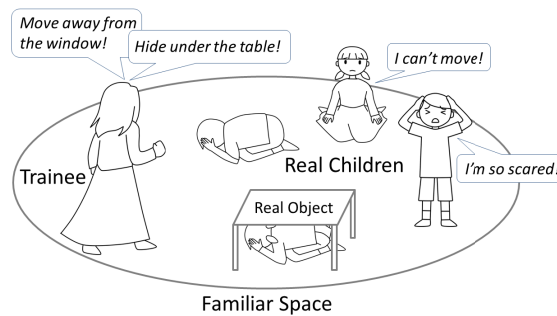 Move away from
the window!
Hide under the table!
I can't move!
Trainee
Real Children
I'm so scared!
Real Object
Familiar Space